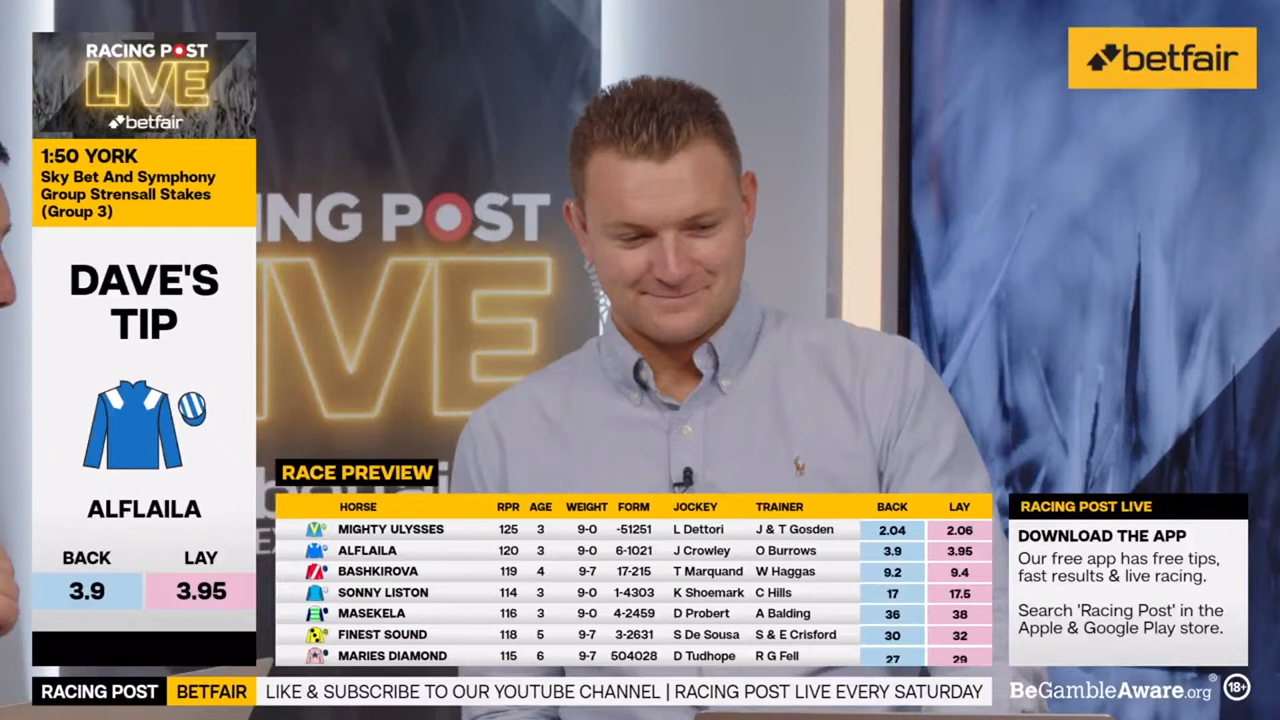 RACING POST
LIVE
betfair
1:50 YORK
Sky Bet And Symphony
Group Strensall Stakes
(Group 3)
DAVE'S
TIP
ALFLAILA
BACK LAY
3.9 3.95
betfair
ING POST
IVE
RACE PREVIEW
HORSE RPR AGE WEIGHT FORM JOCKEY TRAINER BACK LAY
MIGHTY ULYSSES 125 3 9-0 -51251 L Dettori J & T Gosden 2.04 2.06
ALFLAILA 120 3 9-0 6-1021 J Crowley O Burrows 3.9 3.95
BASHKIROVA 119 4 9-7 17-215 T Marquand W Haggas 9.2 9.4
SONNY LISTON 114 3 9-0 1-4303 K Shoemark C Hills 17 17.5
MASEKELA 116 3 9-0 4-2459 D Probert A Balding 36 38
FINEST SOUND 118 5 9-7 3-2631 S De Sousa S & E Crisford 30 32
MARIES DIAMOND 115 6 9-7 504028 D Tudhope R G Fell 27 29
RACING POST LIVE
DOWNLOAD THE APP
Our free app has free tips,
fast results & live racing.
Search 'Racing Post' in the
Apple & Google Play store.
RACING POST BETFAIR LIKE & SUBSCRIBE TO OUR YOUTUBE CHANNEL | RACING POST LIVE EVERY SATURDAY
BeGambleAware.org® 18+